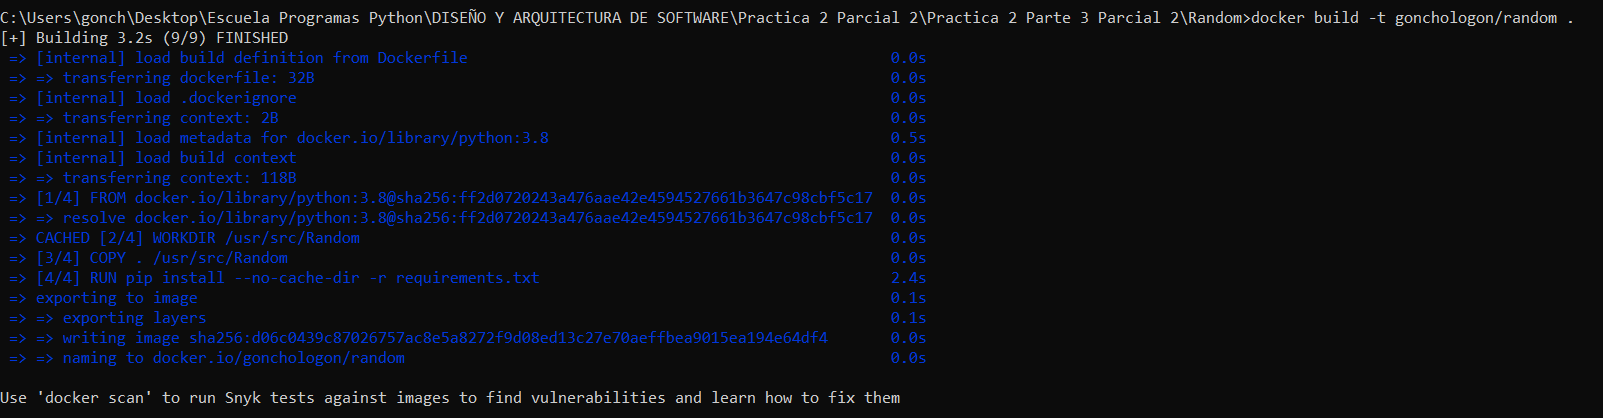 C:\Users\gonch\Desktop\Escuela Programas Python\DISEÑO Y ARQUITECTURA DE SOFTWARE\Practica 2 Parcial 2\Practica 2 Parte 3 Parcial 2\Random>docker build -t gonchologon/random .
[+] Building 3.2s (9/9) FINISHED
=> [internal] load build definition from Dockerfile 0.0s
=> => transferring dockerfile: 32B 0.0s
=> [internal] load .dockerignore 0.0s
=> => transferring context: 2B 0.0s
=> [internal] load metadata for docker.io/library/python:3.8 0.5s
=> [internal] load build context 0.0s
=> => transferring context: 118B 0.0s
=> [1/4] FROM docker.io/library/python:3.8@sha256:ff2d0720243a476aae42e4594527661b3647c98cbf5c17 0.0s
=> => resolve docker.io/library/python:3.8@sha256:ff2d0720243a476aae42e4594527661b3647c98cbf5c17 0.0s
=> CACHED [2/4] WORKDIR /usr/src/Random 0.0s
=> [3/4] COPY . /usr/src/Random 0.0s
=> [4/4] RUN pip install --no-cache-dir -r requirements.txt 2.4s
=> exporting to image 0.1s
=> => exporting layers 0.1s
=> => writing image sha256:d06c0439c87026757ac8e5a8272f9d08ed13c27e70aeffbea9015ea194e64df4 0.0s
=> => naming to docker.io/gonchologon/random 0.0s
Use 'docker scan' to run Snyk tests against images to find vulnerabilities and learn how to fix them